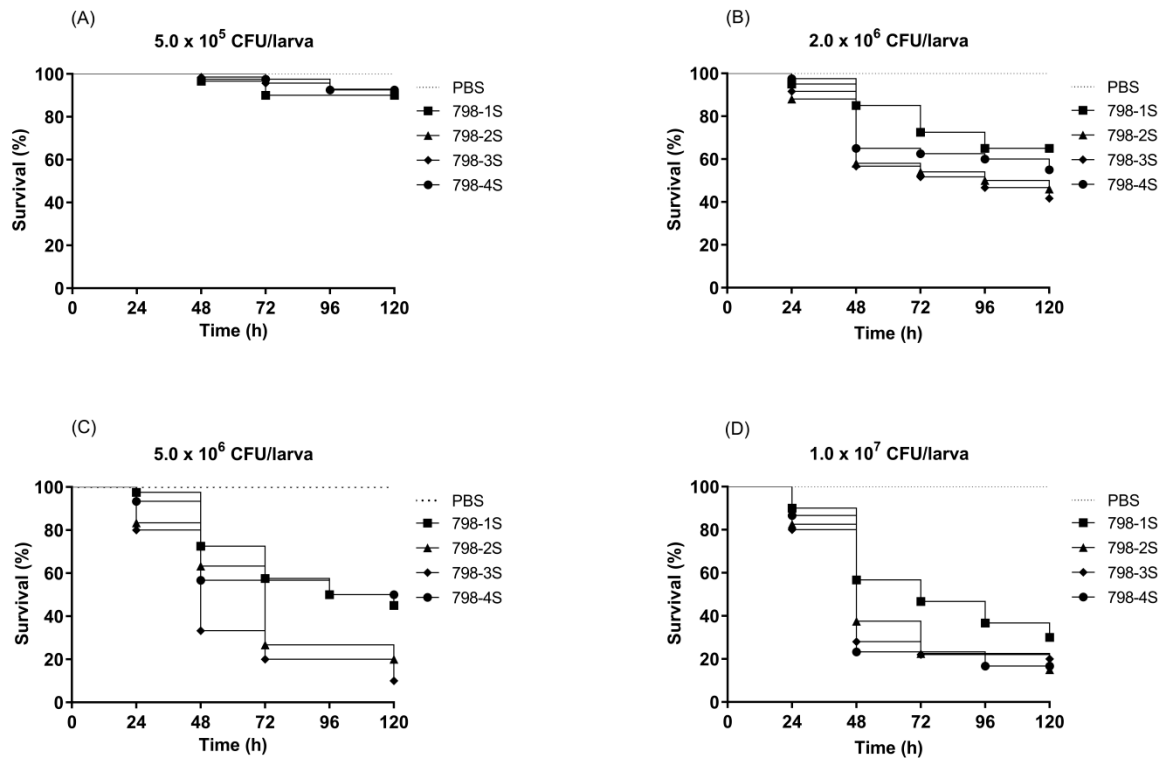 (A)
5.0 x 10^5 CFU/larva
100
80
60
40
20
0
Survival (%)
0 24 48 72 96 120
Time (h)
PBS
798-1S
798-2S
798-3S
798-4S
(B)
2.0 x 10^6 CFU/larva
100
80
60
40
20
0
Survival (%)
0 24 48 72 96 120
Time (h)
PBS
798-1S
798-2S
798-3S
798-4S
(C)
5.0 x 10^6 CFU/larva
100
80
60
40
20
0
Survival (%)
0 24 48 72 96 120
Time (h)
PBS
798-1S
798-2S
798-3S
798-4S
(D)
1.0 x 10^7 CFU/larva
100
80
60
40
20
0
Survival (%)
0 24 48 72 96 120
Time (h)
PBS
798-1S
798-2S
798-3S
798-4S